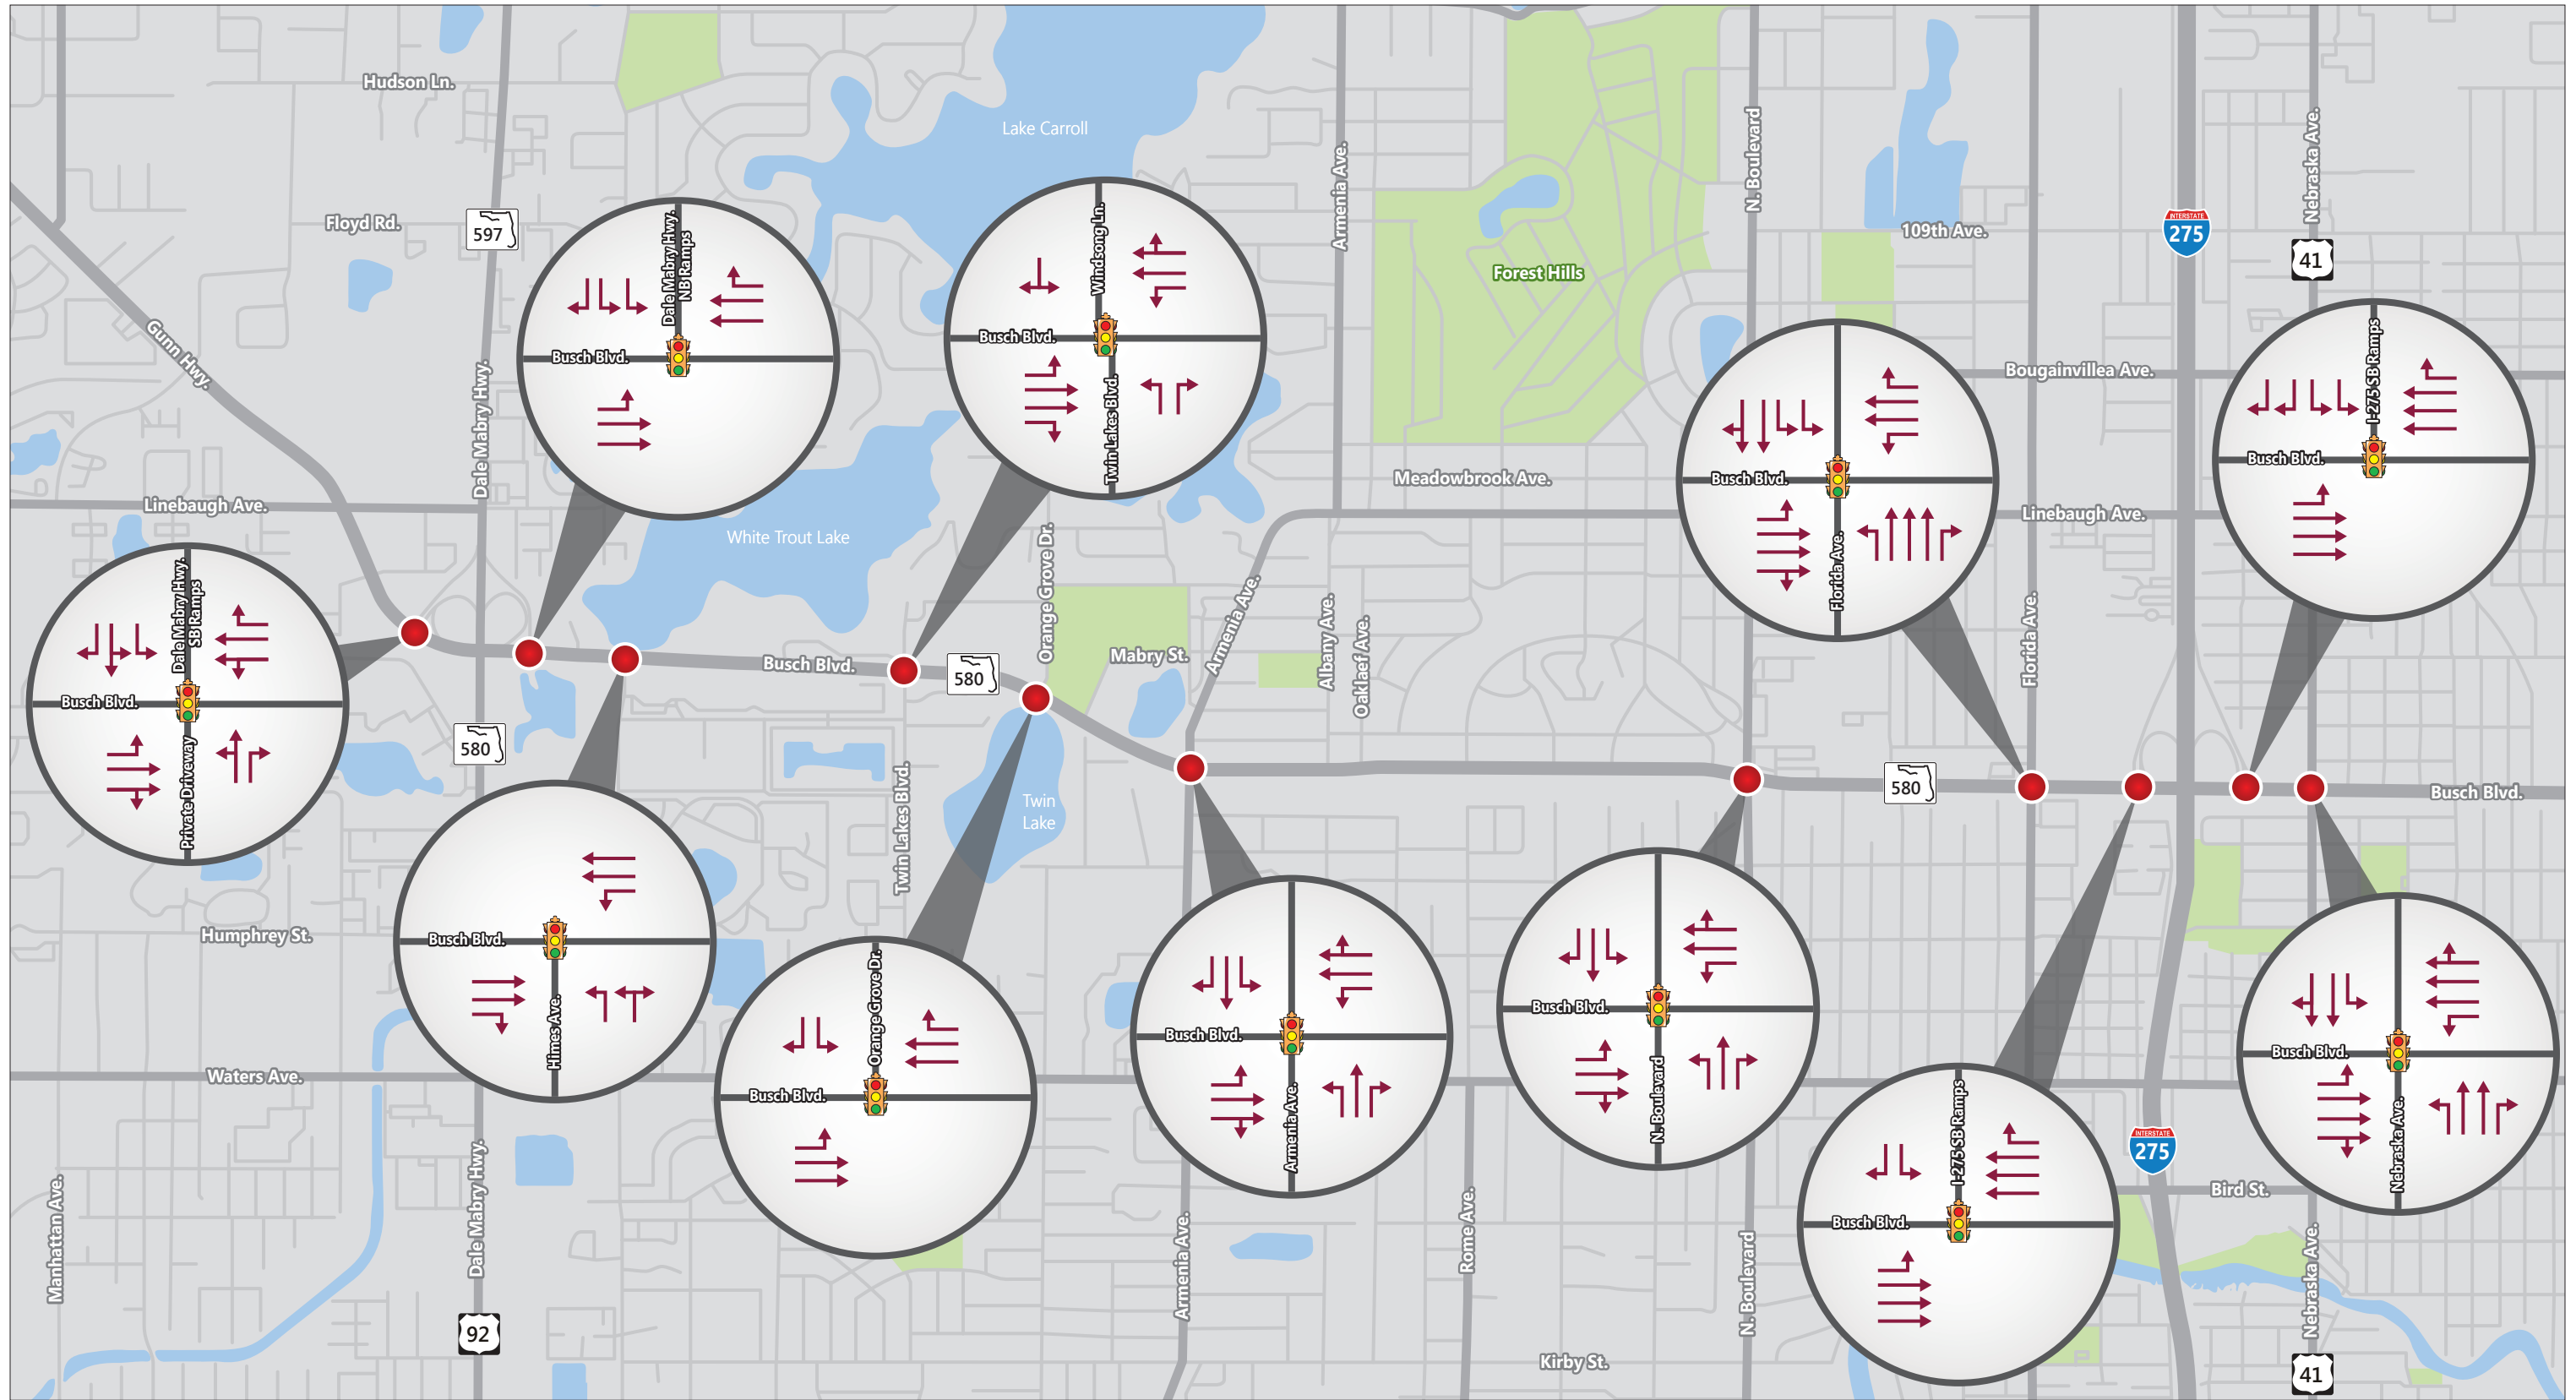 Hudson Ln.
Lake Carroll
Armenia Ave.
N. Boulevard
Nebraska Ave.
Floyd Rd.
597
109th Ave.
INTERSTATE
275
41
Forest Hills
Gunn Hwy.
Dale Mabry Hwy.
Bougainvillea Ave.
Linebaugh Ave.
Meadowbrook Ave.
Linebaugh Ave.
White Trout Lake
Orange Grove Dr.
Mabry St.
Armenia Ave.
Albany Ave.
Oaklaef Ave.
Florida Ave.
Busch Blvd.
580
580
580
Busch Blvd.
Twin
Lake
Twin Lakes Blvd.
Humphrey St.
Waters Ave.
Manhattan Ave.
Dale Mabry Hwy.
92
Armenia Ave.
Rome Ave.
N. Boulevard
Kirby St.
INTERSTATE
275
Bird St.
Nebraska Ave.
41
Dale Mabry Hwy.
SB Ramps
Busch Blvd.
Private Driveway
Dale Mabry Hwy.
NB Ramps
Busch Blvd.
Busch Blvd.
Himes Ave.
Windsong Ln.
Busch Blvd.
Twin Lakes Blvd.
Orange Grove Dr.
Busch Blvd.
Busch Blvd.
Armenia Ave.
Busch Blvd.
N. Boulevard
Busch Blvd.
Florida Ave.
I-275 SB Ramps
Busch Blvd.
I-275 SB Ramps
Busch Blvd.
Busch Blvd.
Nebraska Ave.